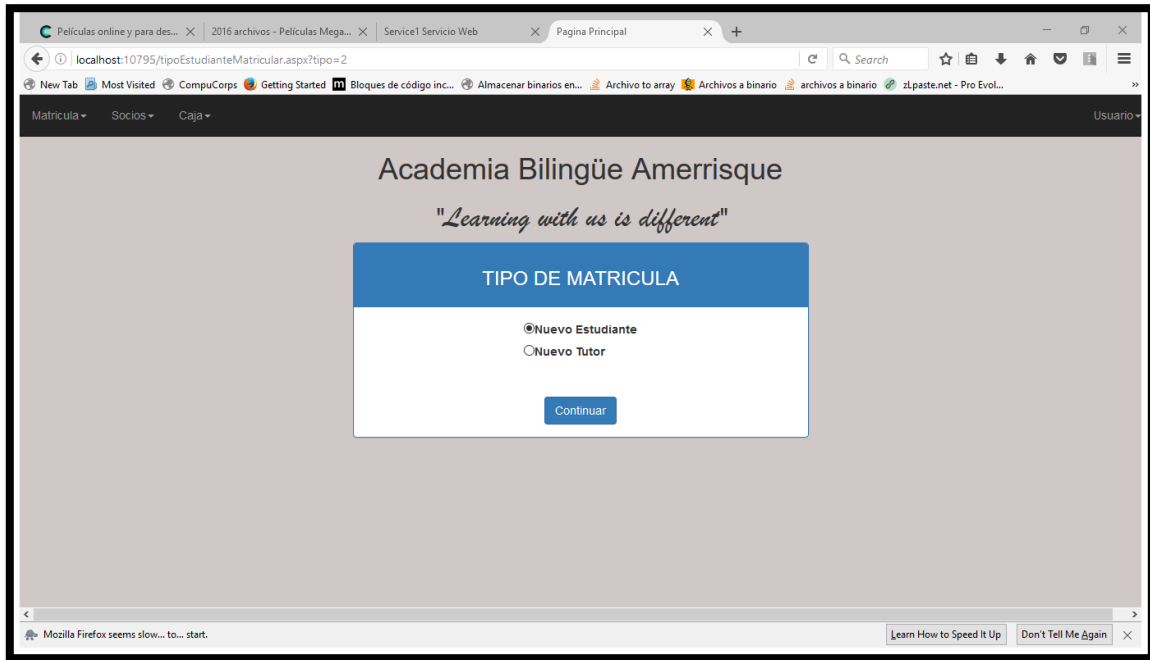 Películas online y para des... 2016 archivos - Películas Mega... Service1 Servicio Web Pagina Principal
localhost:10795/tipoEstudianteMatricular.aspx?tipo=2 Search
New Tab Most Visited CompuCorps Getting Started Bloques de código inc... Almacenar binarios en... Archivo to array Archivos a binario archivos a binario zLpaste.net - Pro Evol...
Matricula Socios Caja Usuario
Academia Bilingüe Amerrisque
"Learning with us is different"
TIPO DE MATRICULA
Nuevo Estudiante
Nuevo Tutor
Continuar
Mozilla Firefox seems slow... to... start. Learn How to Speed It Up Don't Tell Me Again